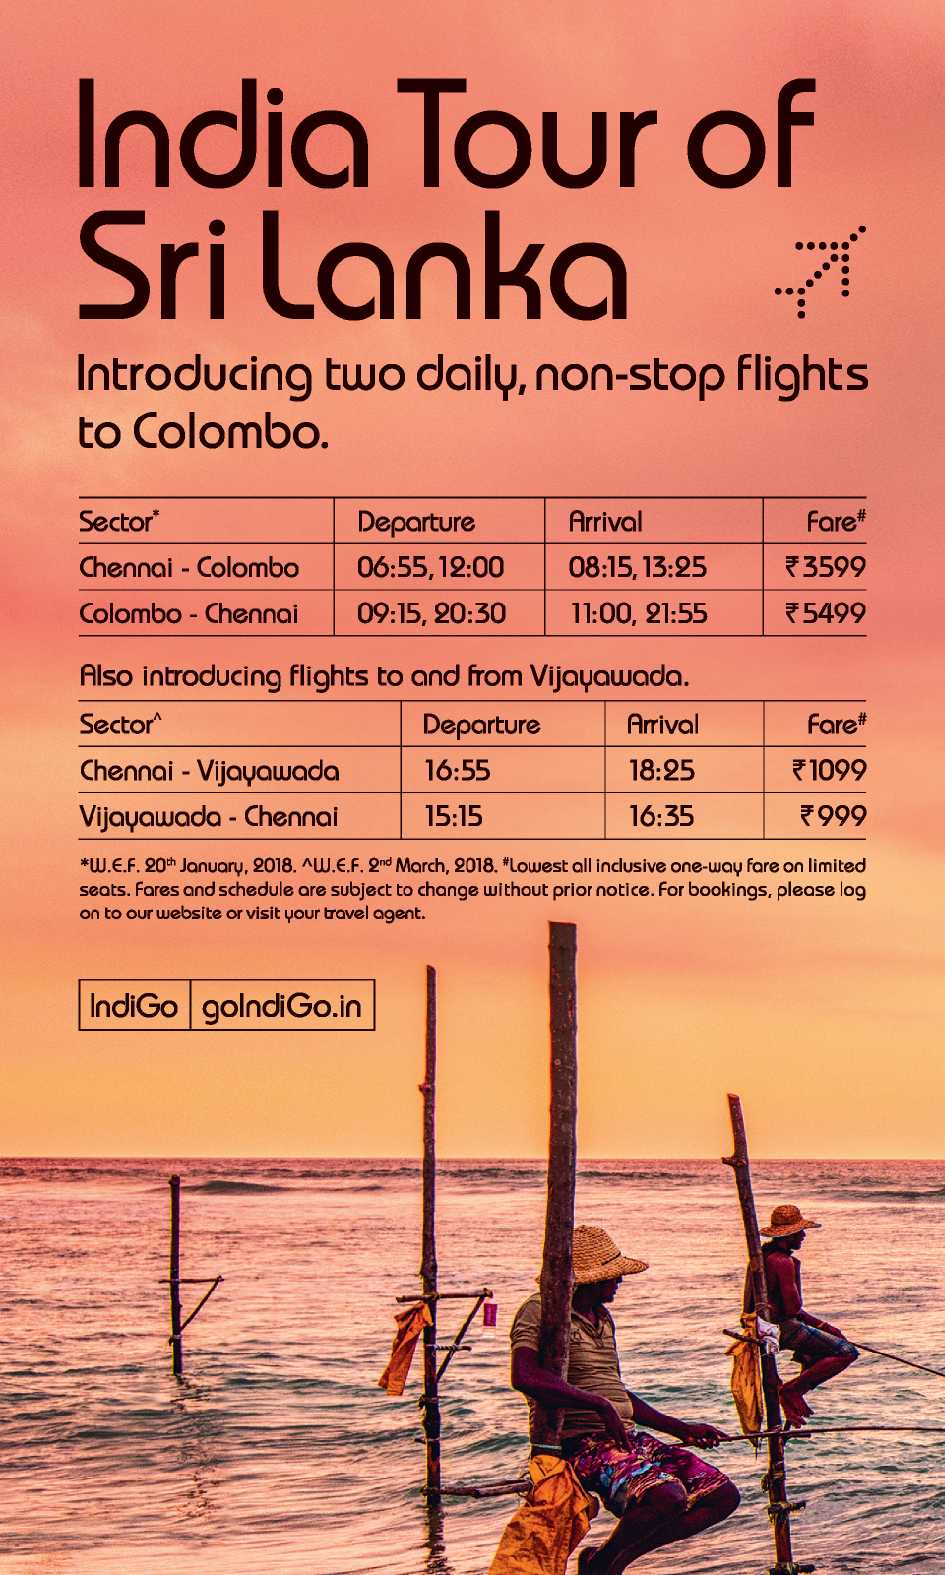 India Tour of
Sri Lanka
Introducing two daily, non-stop flights
to Colombo.
Sector* Departure Arrival Fare#
Chennai - Colombo 06:55, 12:00 08:15, 13:25 ₹3599
Colombo - Chennai 09:15, 20:30 11:00, 21:55 ₹5499
Also introducing flights to and from Vijayawada.
Sector^ Departure Arrival Fare#
Chennai - Vijayawada 16:55 18:25 ₹1099
Vijayawada - Chennai 15:15 16:35 ₹999
*W.E.F. 20th January, 2018. ^W.E.F. 2nd March, 2018. #Lowest all inclusive one-way fare on limited
seats. Fares and schedule are subject to change without prior notice. For bookings, please log
on to our website or visit your travel agent.
IndiGo goIndiGo.in